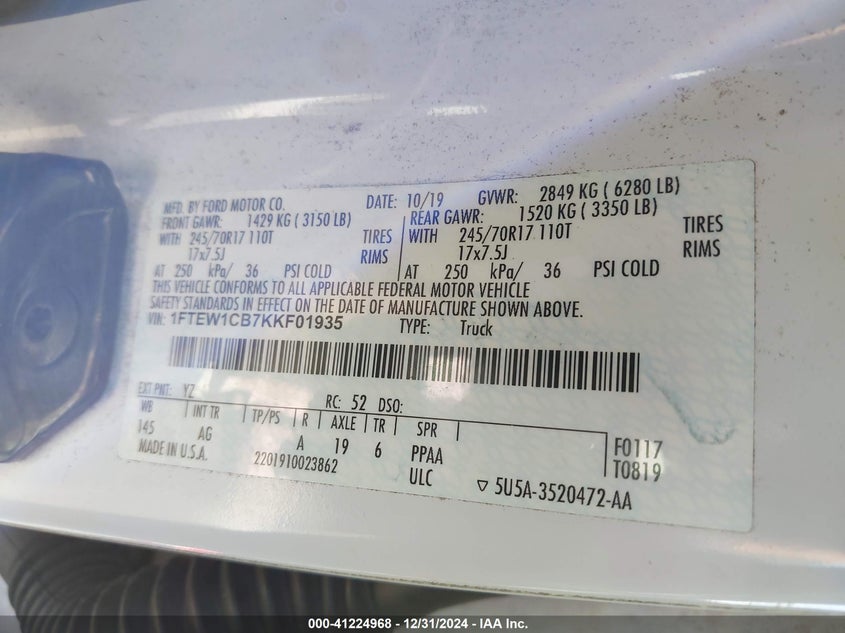 MFD. BY FORD MOTOR CO. DATE: 10/19 GVWR: 2849 KG ( 6280 LB)
FRONT GAWR: 1429 KG ( 3150 LB) REAR GAWR: 1520 KG ( 3350 LB)
WITH 245/70R17 110T TIRES WITH 245/70R17 110T TIRES
17x7.5J RIMS 17x7.5J RIMS
AT 250 kPa/ 36 PSI COLD AT 250 kPa/ 36 PSI COLD
THIS VEHICLE CONFORMS TO ALL APPLICABLE FEDERAL MOTOR VEHICLE
SAFETY STANDARDS IN EFFECT ON THE DATE OF MANUFACTURE SHOWN ABOVE.
VIN: 1FTEW1CB7KKF01935 TYPE: Truck
EXT PNT: YZ RC: 52 DSO:
WB INT TR TP/PS R AXLE TR SPR
145 AG A 19 6 PPAA F0117
MADE IN U.S.A. 2201910023862 ULC T0819
▽ 5U5A-3520472-AA
000-41224968 - 12/31/2024 - IAA Inc.